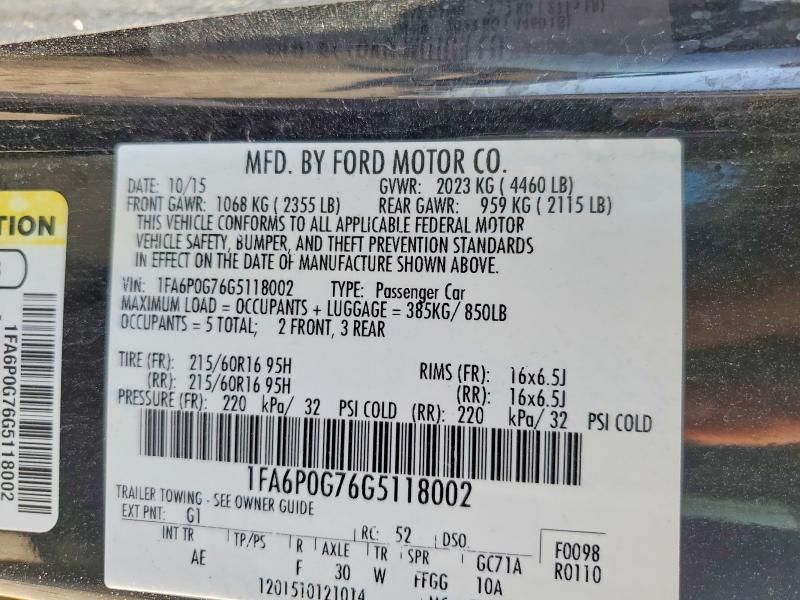 MFD. BY FORD MOTOR CO.
DATE: 10/15 GVWR: 2023 KG ( 4460 LB)
FRONT GAWR: 1068 KG ( 2355 LB) REAR GAWR: 959 KG ( 2115 LB)
THIS VEHICLE CONFORMS TO ALL APPLICABLE FEDERAL MOTOR
VEHICLE SAFETY, BUMPER, AND THEFT PREVENTION STANDARDS
IN EFFECT ON THE DATE OF MANUFACTURE SHOWN ABOVE.
VIN: 1FA6P0G76G5118002 TYPE: Passenger Car
MAXIMUM LOAD = OCCUPANTS + LUGGAGE = 385KG/ 850LB
OCCUPANTS = 5 TOTAL; 2 FRONT, 3 REAR
TIRE (FR): 215/60R16 95H RIMS (FR): 16x6.5J
(RR): 215/60R16 95H (RR): 16x6.5J
PRESSURE (FR): 220 kPa/ 32 PSI COLD (RR): 220 kPa/ 32 PSI COLD
1FA6P0G76G5118002
TRAILER TOWING - SEE OWNER GUIDE
EXT PNT: G1 RC: 52 DSO:
INT TR TP/PS R AXLE TR SPR GC71A F0098
AE F 30 W FFGG 10A R0110
1201510121014
TION
1FA6P0G76G5118002